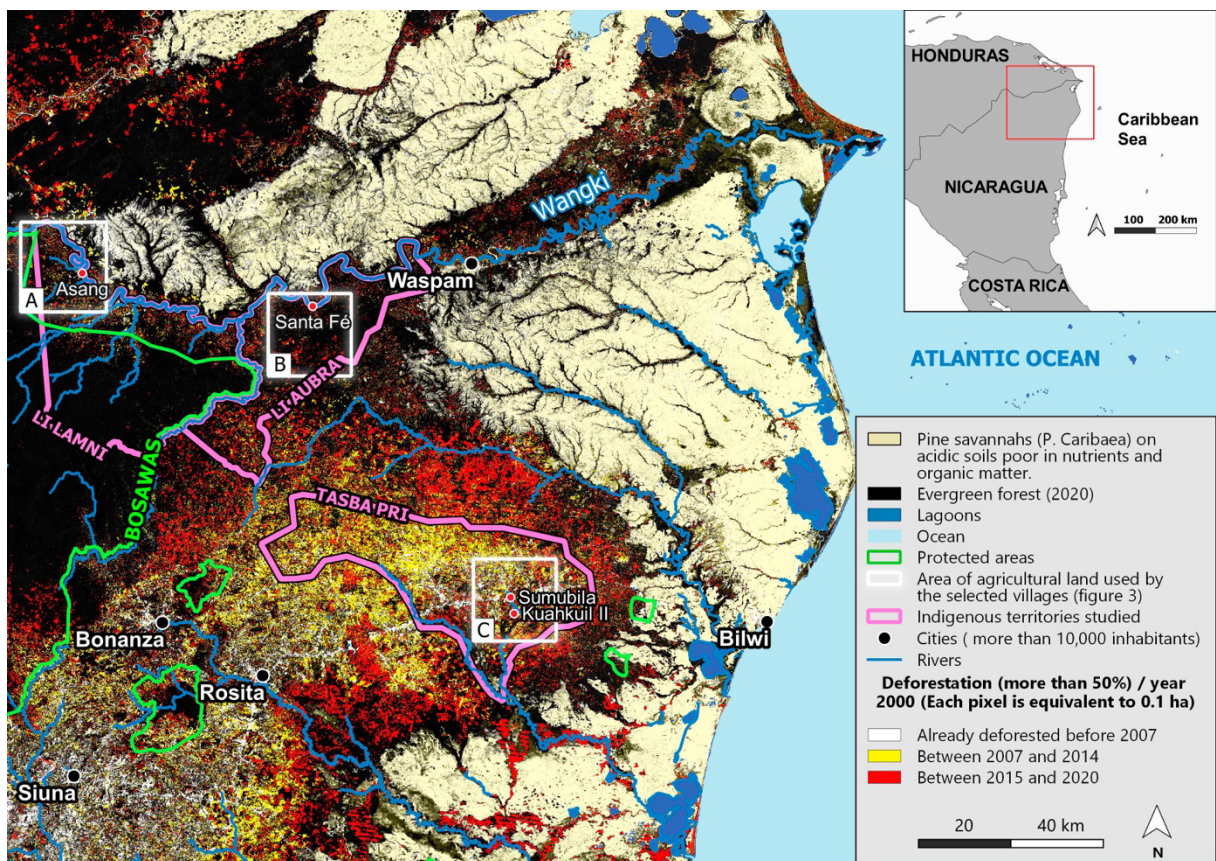 HONDURAS
Caribbean
Sea
NICARAGUA
100 200 km
COSTA RICA
Wangki
Waspam
Asang
A
Santa Fé
B
LI AUBRA
LI LAMNI
BOSAWAS
TASBA PRI
Sumubila
Kuahkuil II
C
Bonanza
Rosita
Siuna
Bilwi
ATLANTIC OCEAN
Pine savannahs (P. Caribaea) on
acidic soils poor in nutrients and
organic matter.
Evergreen forest (2020)
Lagoons
Ocean
Protected areas
Area of agricultural land used by
the selected villages (figure 3)
Indigenous territories studied
Cities ( more than 10,000 inhabitants)
Rivers
Deforestation (more than 50%) / year
2000 (Each pixel is equivalent to 0.1 ha)
Already deforested before 2007
Between 2007 and 2014
Between 2015 and 2020
20 40 km
N